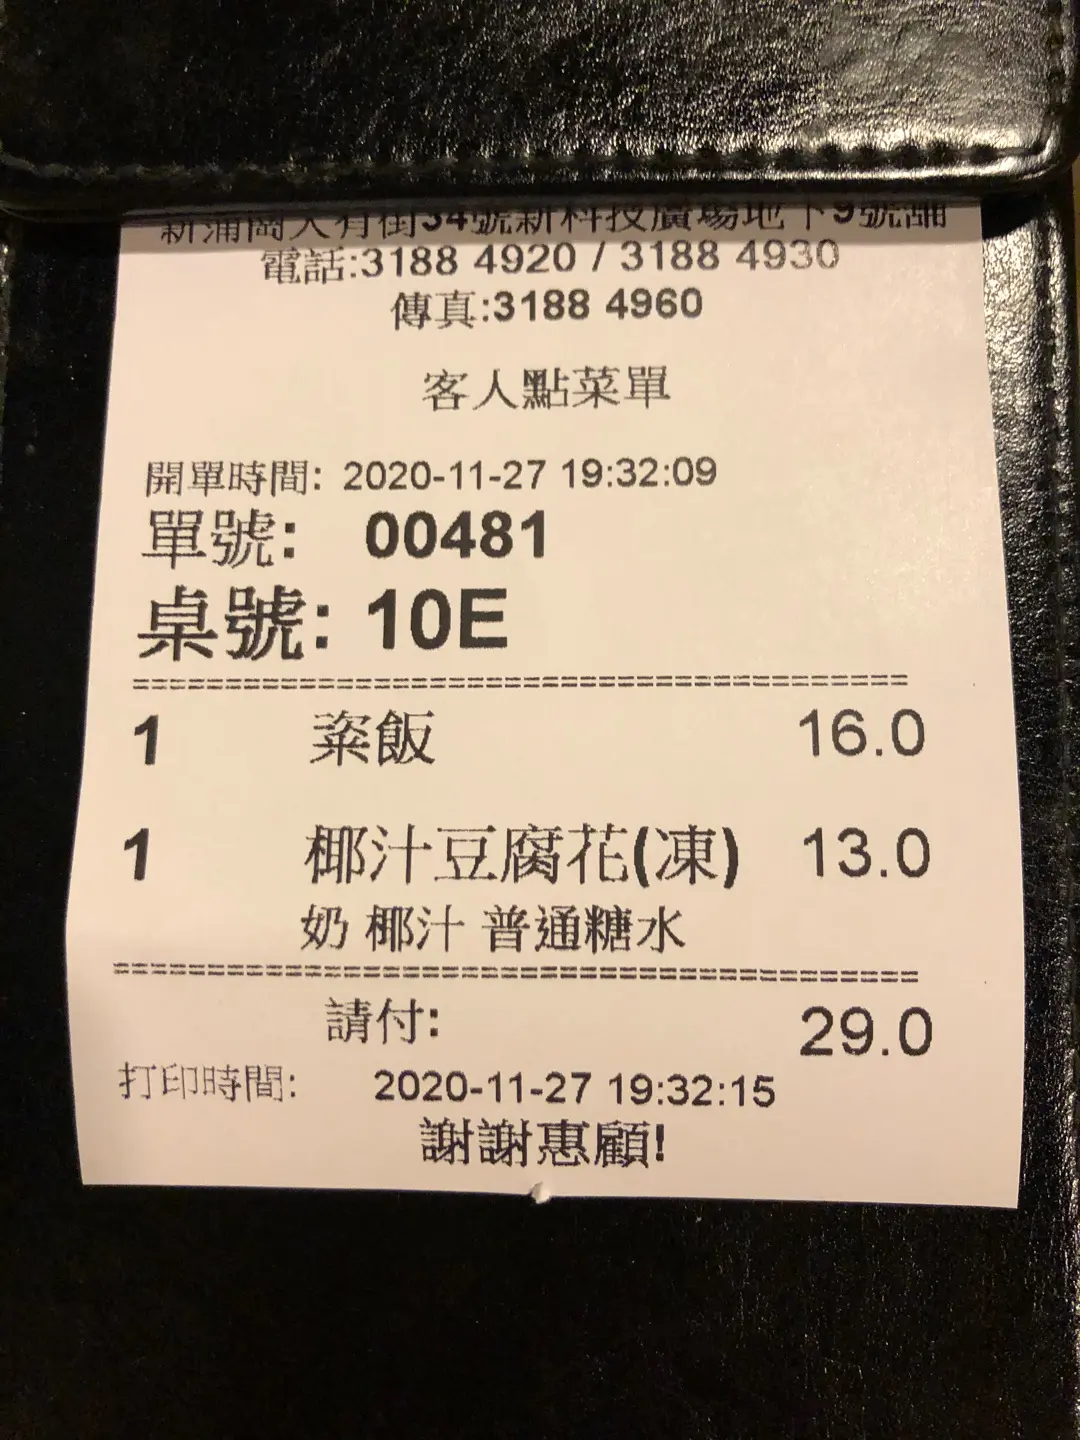 新蒲崗大有街34號新科技廣場地下9號舖
電話:3188 4920 / 3188 4930
傳真:3188 4960
客人點菜單
開單時間: 2020-11-27 19:32:09
單號: 00481
桌號: 10E
=============================================
1 粢飯 16.0
1 椰汁豆腐花(凍) 13.0
奶 椰汁 普通糖水
=============================================
請付: 29.0
打印時間: 2020-11-27 19:32:15
謝謝惠顧!